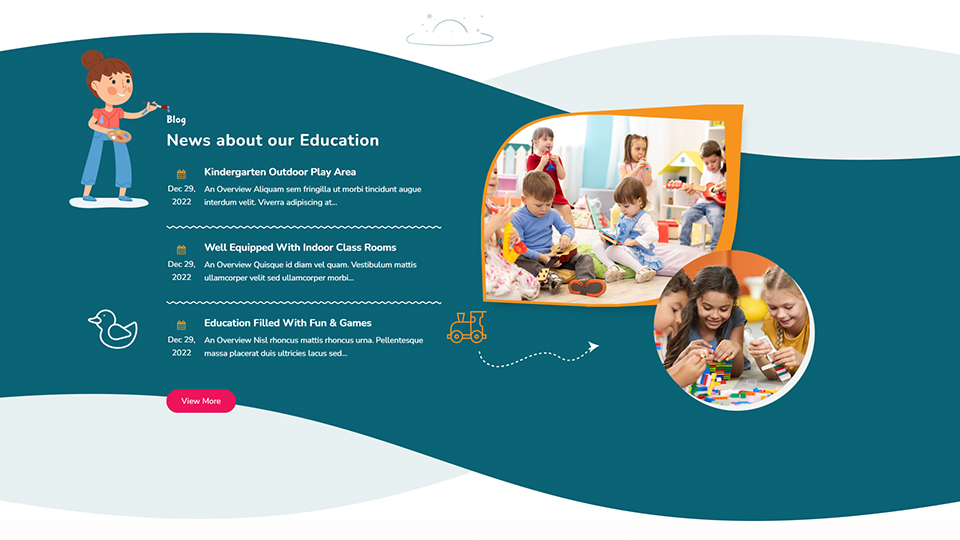 Blog
News about our Education
Kindergarten Outdoor Play Area
Dec 29,
2022
An Overview Aliquam sem fringilla ut morbi tincidunt augue
interdum velit. Viverra adipiscing at...
Well Equipped With Indoor Class Rooms
Dec 29,
2022
An Overview Quisque id diam vel quam. Vestibulum mattis
ullamcorper velit sed ullamcorper morbi...
Education Filled With Fun & Games
Dec 29,
2022
An Overview Nisl rhoncus mattis rhoncus urna. Pellentesque
massa placerat duis ultricies lacus sed...
View More